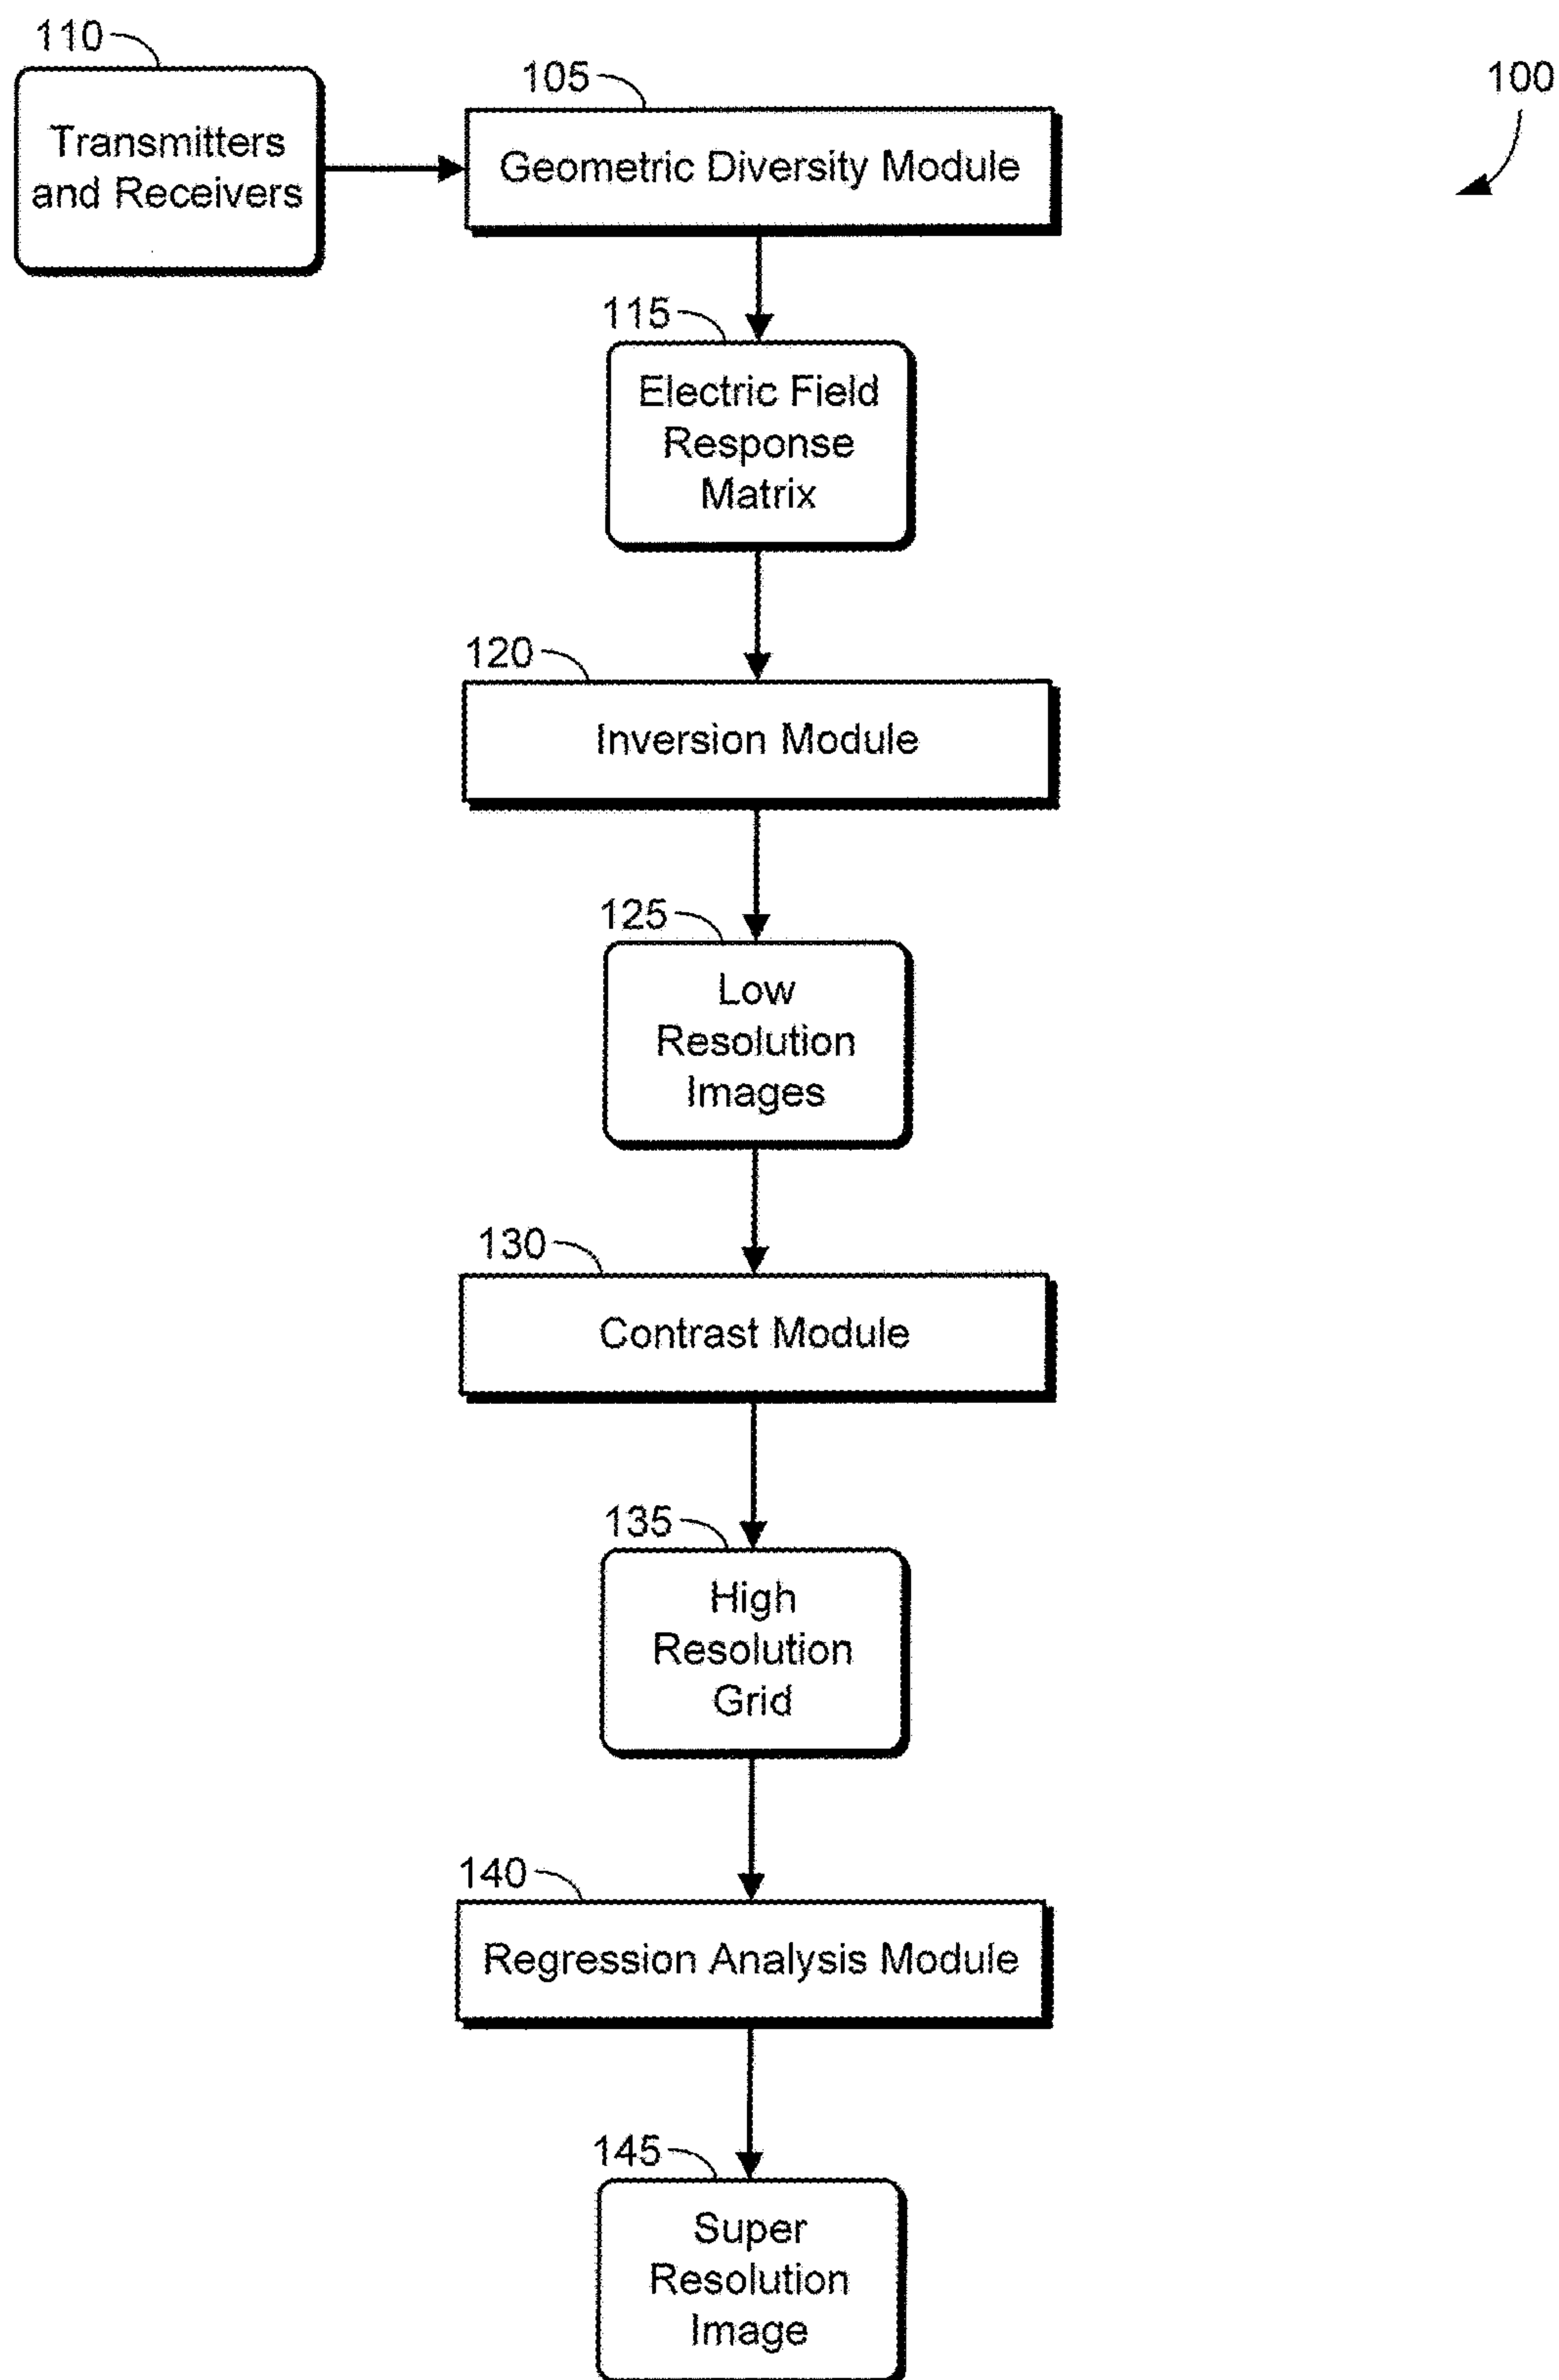 110
105
100
Transmitters
and Receivers
Geometric Diversity Module
115
Electric Field
Response
Matrix
120
Inversion Module
125
Low
Resolution
Images
130
Contrast Module
135
High
Resolution
Grid
140
Regression Analysis Module
145
Super
Resolution
Image